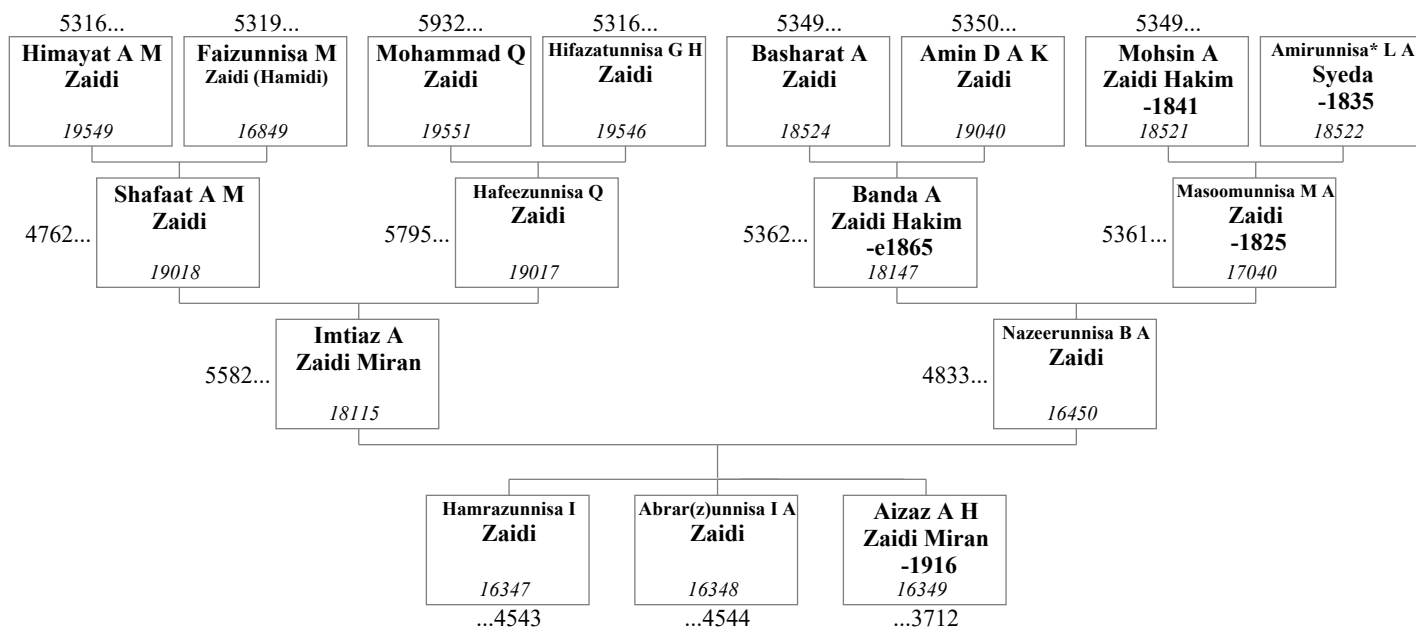 5316...
5319...
5932...
5316...
5349...
5350...
5349...
Himayat A M
Zaidi
19549
Faizunnisa M
Zaidi (Hamidi)
16849
Mohammad Q
Zaidi
19551
Hifazatunnisa G H
Zaidi
19546
Basharat A
Zaidi
18524
Amin D A K
Zaidi
19040
Mohsin A
Zaidi Hakim
-1841
18521
Amirunnisa* L A
Syeda
-1835
18522
4762...
Shafaat A M
Zaidi
19018
5795...
Hafeezunnisa Q
Zaidi
19017
5362...
Banda A
Zaidi Hakim
-e1865
18147
5361...
Masoomunnisa M A
Zaidi
-1825
17040
5582...
Imtiaz A
Zaidi Miran
18115
4833...
Nazeerunnisa B A
Zaidi
16450
Hamrazunnisa I
Zaidi
16347
...4543
Abrar(z)unnisa I A
Zaidi
16348
...4544
Aizaz A H
Zaidi Miran
-1916
16349
...3712